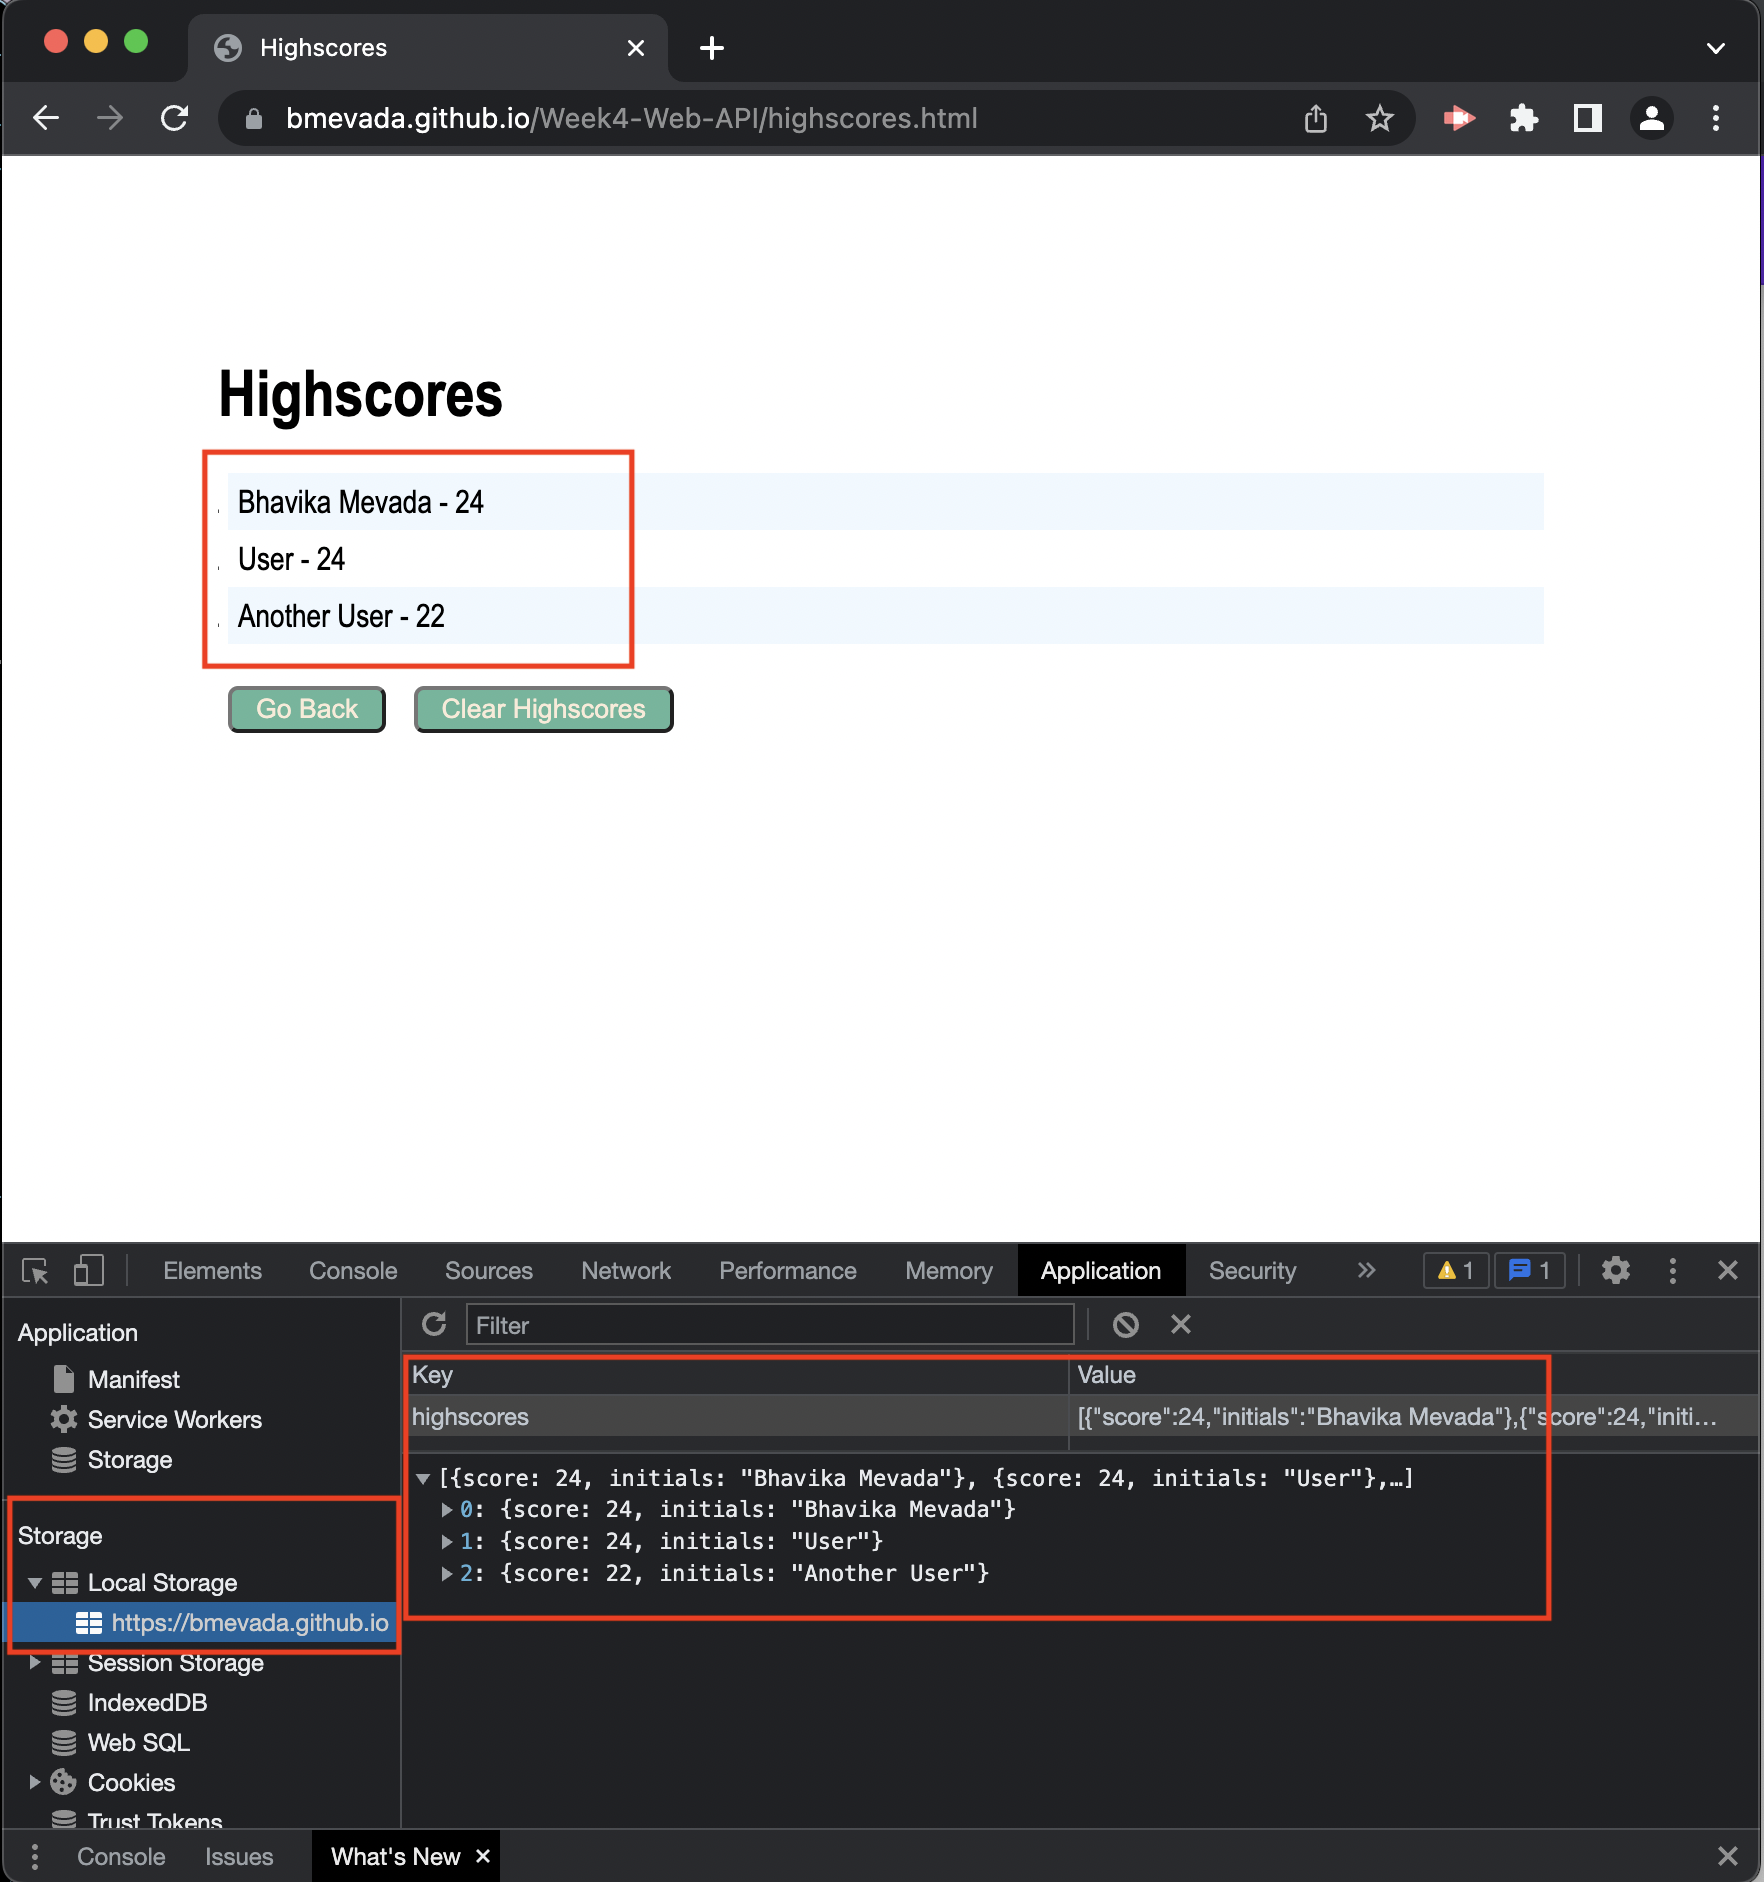 Highscores
bmevada.github.io/Week4-Web-API/highscores.html
Highscores
. Bhavika Mevada - 24
. User - 24
. Another User - 22
Go Back Clear Highscores
Elements Console Sources Network Performance Memory Application Security 1 1
Application
Manifest
Service Workers
Storage
Storage
Local Storage
https://bmevada.github.io
Session Storage
IndexedDB
Web SQL
Cookies
Trust Tokens
Filter
Key Value
highscores [{"score":24,"initials":"Bhavika Mevada"},{"score":24,"initi…
[{score: 24, initials: "Bhavika Mevada"}, {score: 24, initials: "User"},…]
0: {score: 24, initials: "Bhavika Mevada"}
1: {score: 24, initials: "User"}
2: {score: 22, initials: "Another User"}
Console Issues What's New